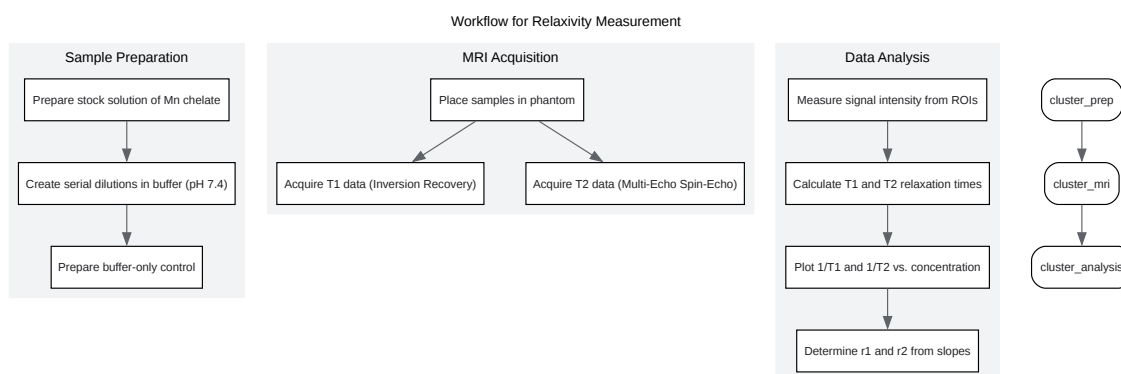 Workflow for Relaxivity Measurement
Sample Preparation
Prepare stock solution of Mn chelate
Create serial dilutions in buffer (pH 7.4)
Prepare buffer-only control
MRI Acquisition
Place samples in phantom
Acquire T1 data (Inversion Recovery)
Acquire T2 data (Multi-Echo Spin-Echo)
Data Analysis
Measure signal intensity from ROIs
Calculate T1 and T2 relaxation times
Plot 1/T1 and 1/T2 vs. concentration
Determine r1 and r2 from slopes
cluster_prep
cluster_mri
cluster_analysis